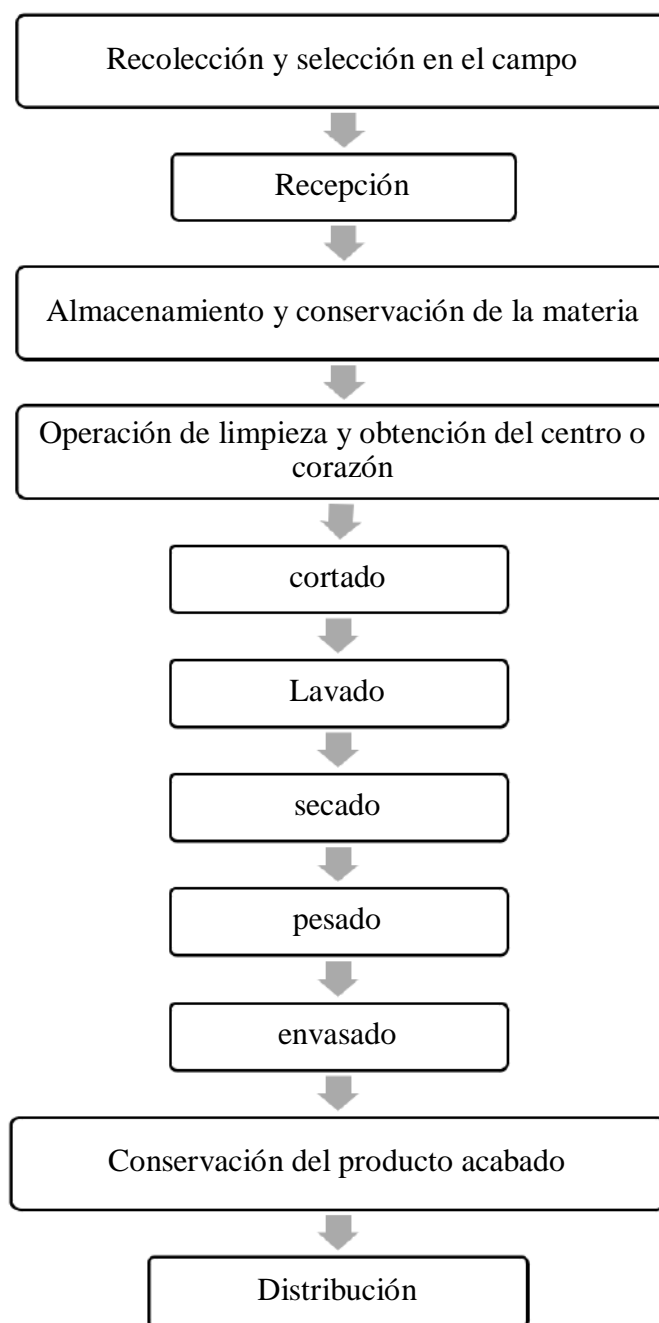 Recolección y selección en el campo
Recepción
Almacenamiento y conservación de la materia
Operación de limpieza y obtención del centro o
corazón
cortado
Lavado
secado
pesado
envasado
Conservación del producto acabado
Distribución